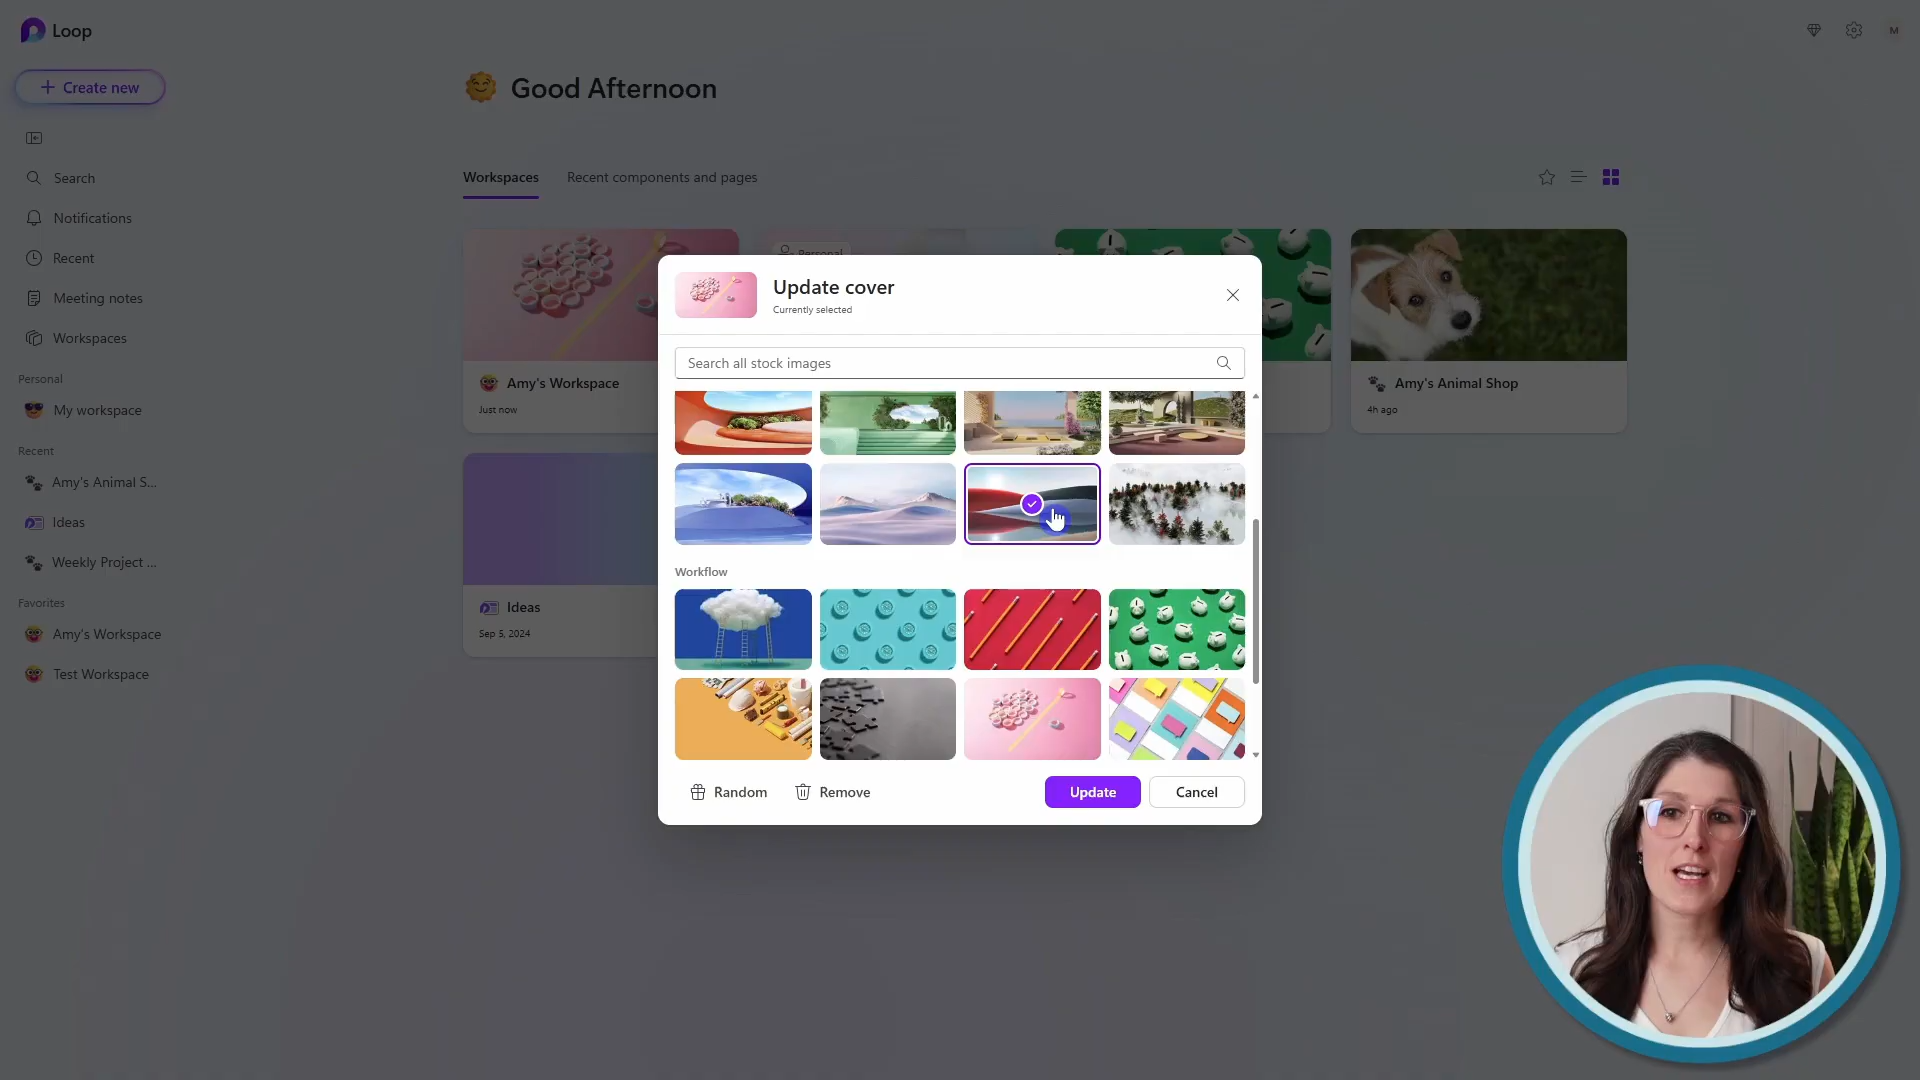 Loop
M
Create new
Good Afternoon
Search
Workspaces
Recent components and pages
Notifications
Recent
Meeting notes
Workspaces
Personal
My workspace
Recent
Amy's Animal S...
Ideas
Weekly Project ...
Favorites
Amy's Workspace
Test Workspace
Personal
Amy's Workspace
Just now
Amy's Animal Shop
4h ago
Ideas
Sep 5, 2024
Update cover
Currently selected
Search all stock images
Workflow
Random
Remove
Update
Cancel